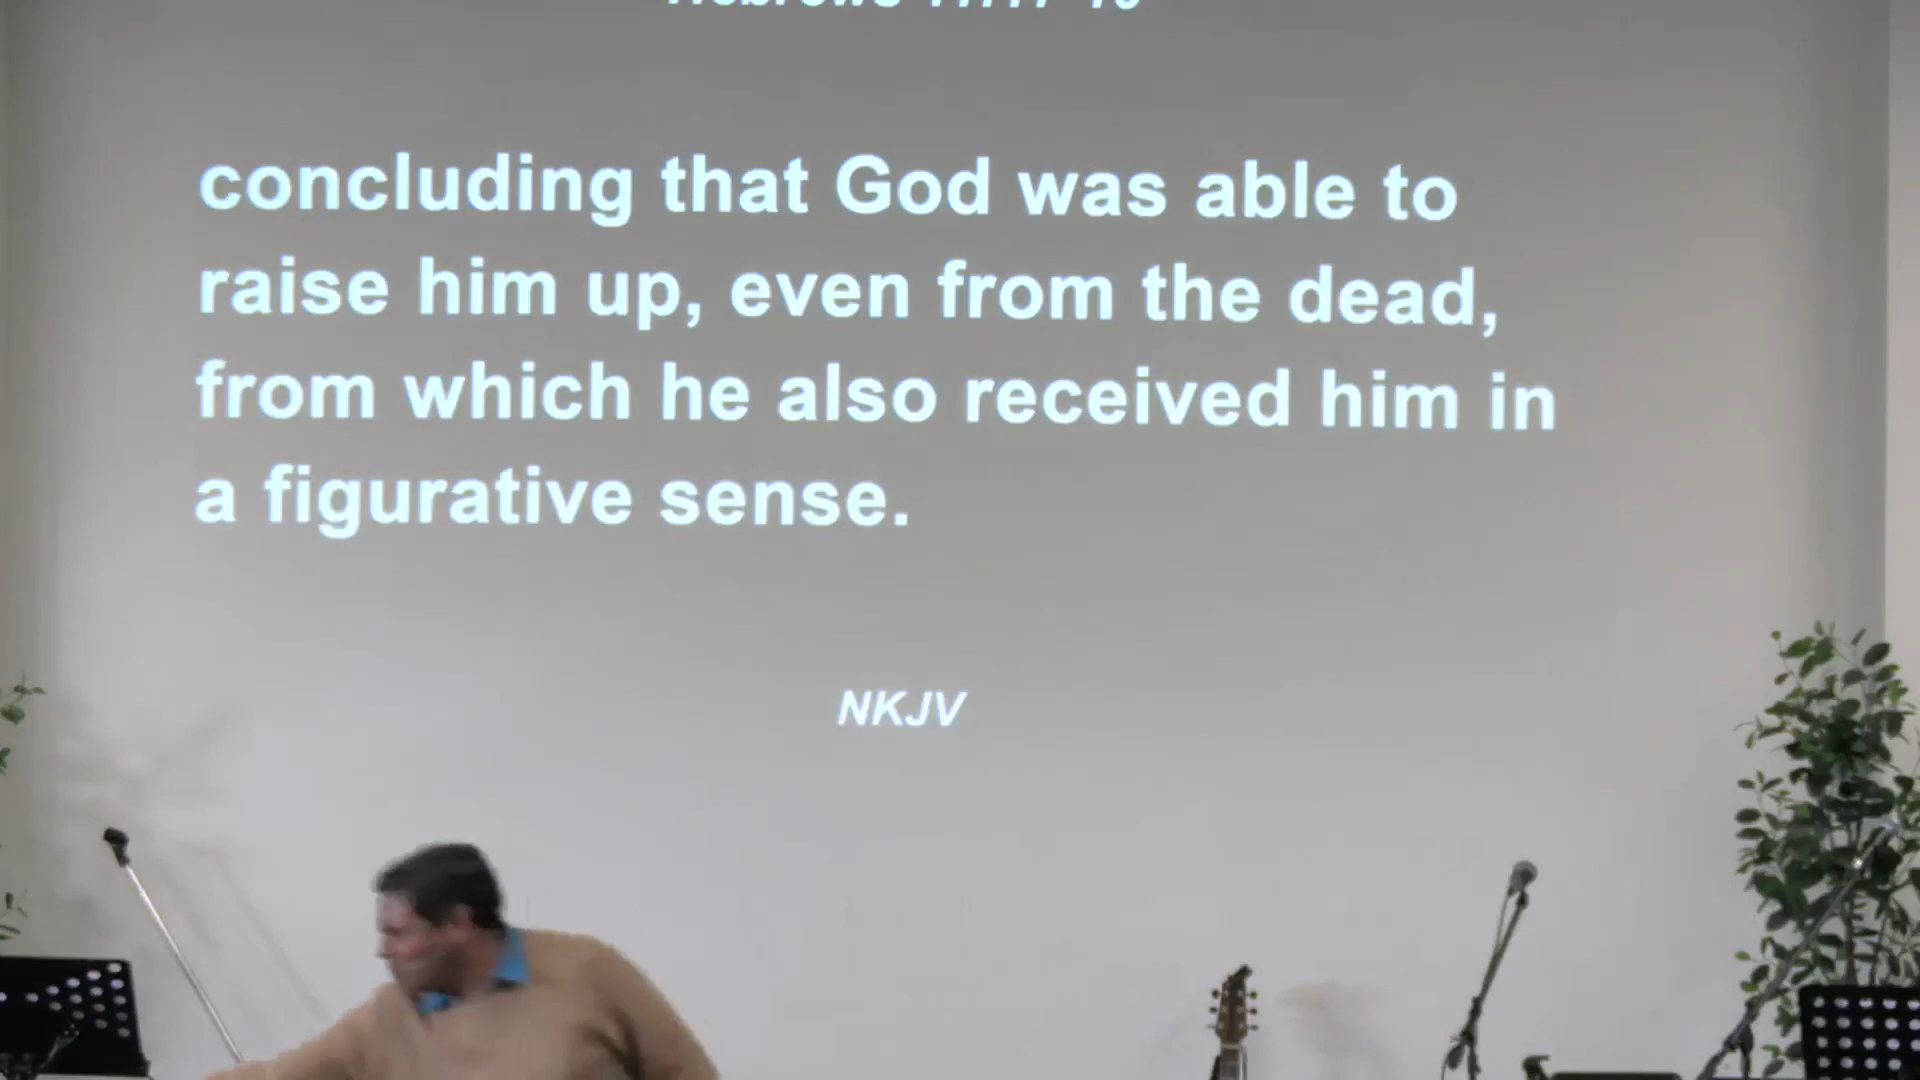 concluding that God was able to
raise him up, even from the dead,
from which he also received him in
a figurative sense.
NKJV